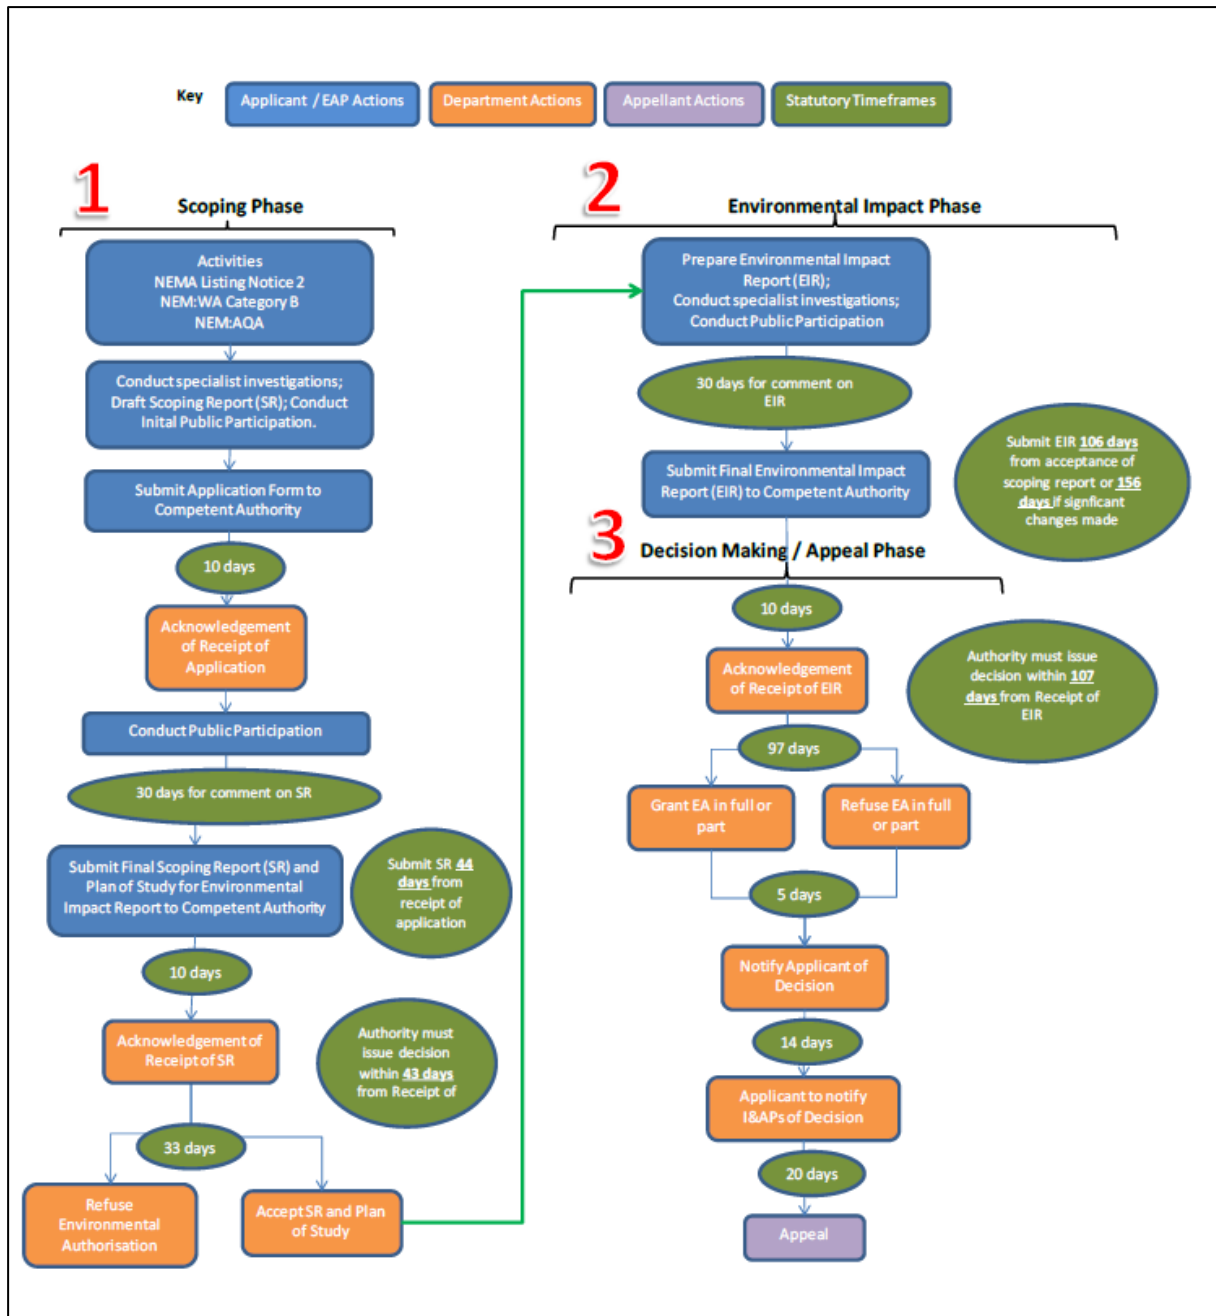 Key
Applicant / EAP Actions
Department Actions
Appellant Actions
Statutory Timeframes
1
Scoping Phase
Activities
NEMA Listing Notice 2
NEM:WA Category B
NEM:AQA
Conduct specialist investigations;
Draft Scoping Report (SR); Conduct
Inital Public Participation.
Submit Application Form to
Competent Authority
10 days
Acknowledgement
of Receipt of
Application
Conduct Public Participation
30 days for comment on SR
Submit Final Scoping Report (SR) and
Plan of Study for Environmental
Impact Report to Competent Authority
Submit SR 44
days from
receipt of
application
10 days
Acknowledgement of
Receipt of SR
Authority must
issue decision
within 43 days
from Receipt of
33 days
Refuse
Environmental
Authorisation
Accept SR and Plan
of Study
2
Environmental Impact Phase
Prepare Environmental Impact
Report (EIR);
Conduct specialist investigations;
Conduct Public Participation
30 days for comment on
EIR
Submit Final Environmental Impact
Report (EIR) to Competent Authority
Submit EIR 106 days
from acceptance of
scoping report or 156
days if signficant
changes made
3
Decision Making / Appeal Phase
10 days
Acknowledgement
of Receipt of EIR
Authority must issue
decision within 107
days from Receipt of
EIR
97 days
Grant EA in full or
part
Refuse EA in full
or part
5 days
Notify Applicant of
Decision
14 days
Applicant to notify
I&APs of Decision
20 days
Appeal